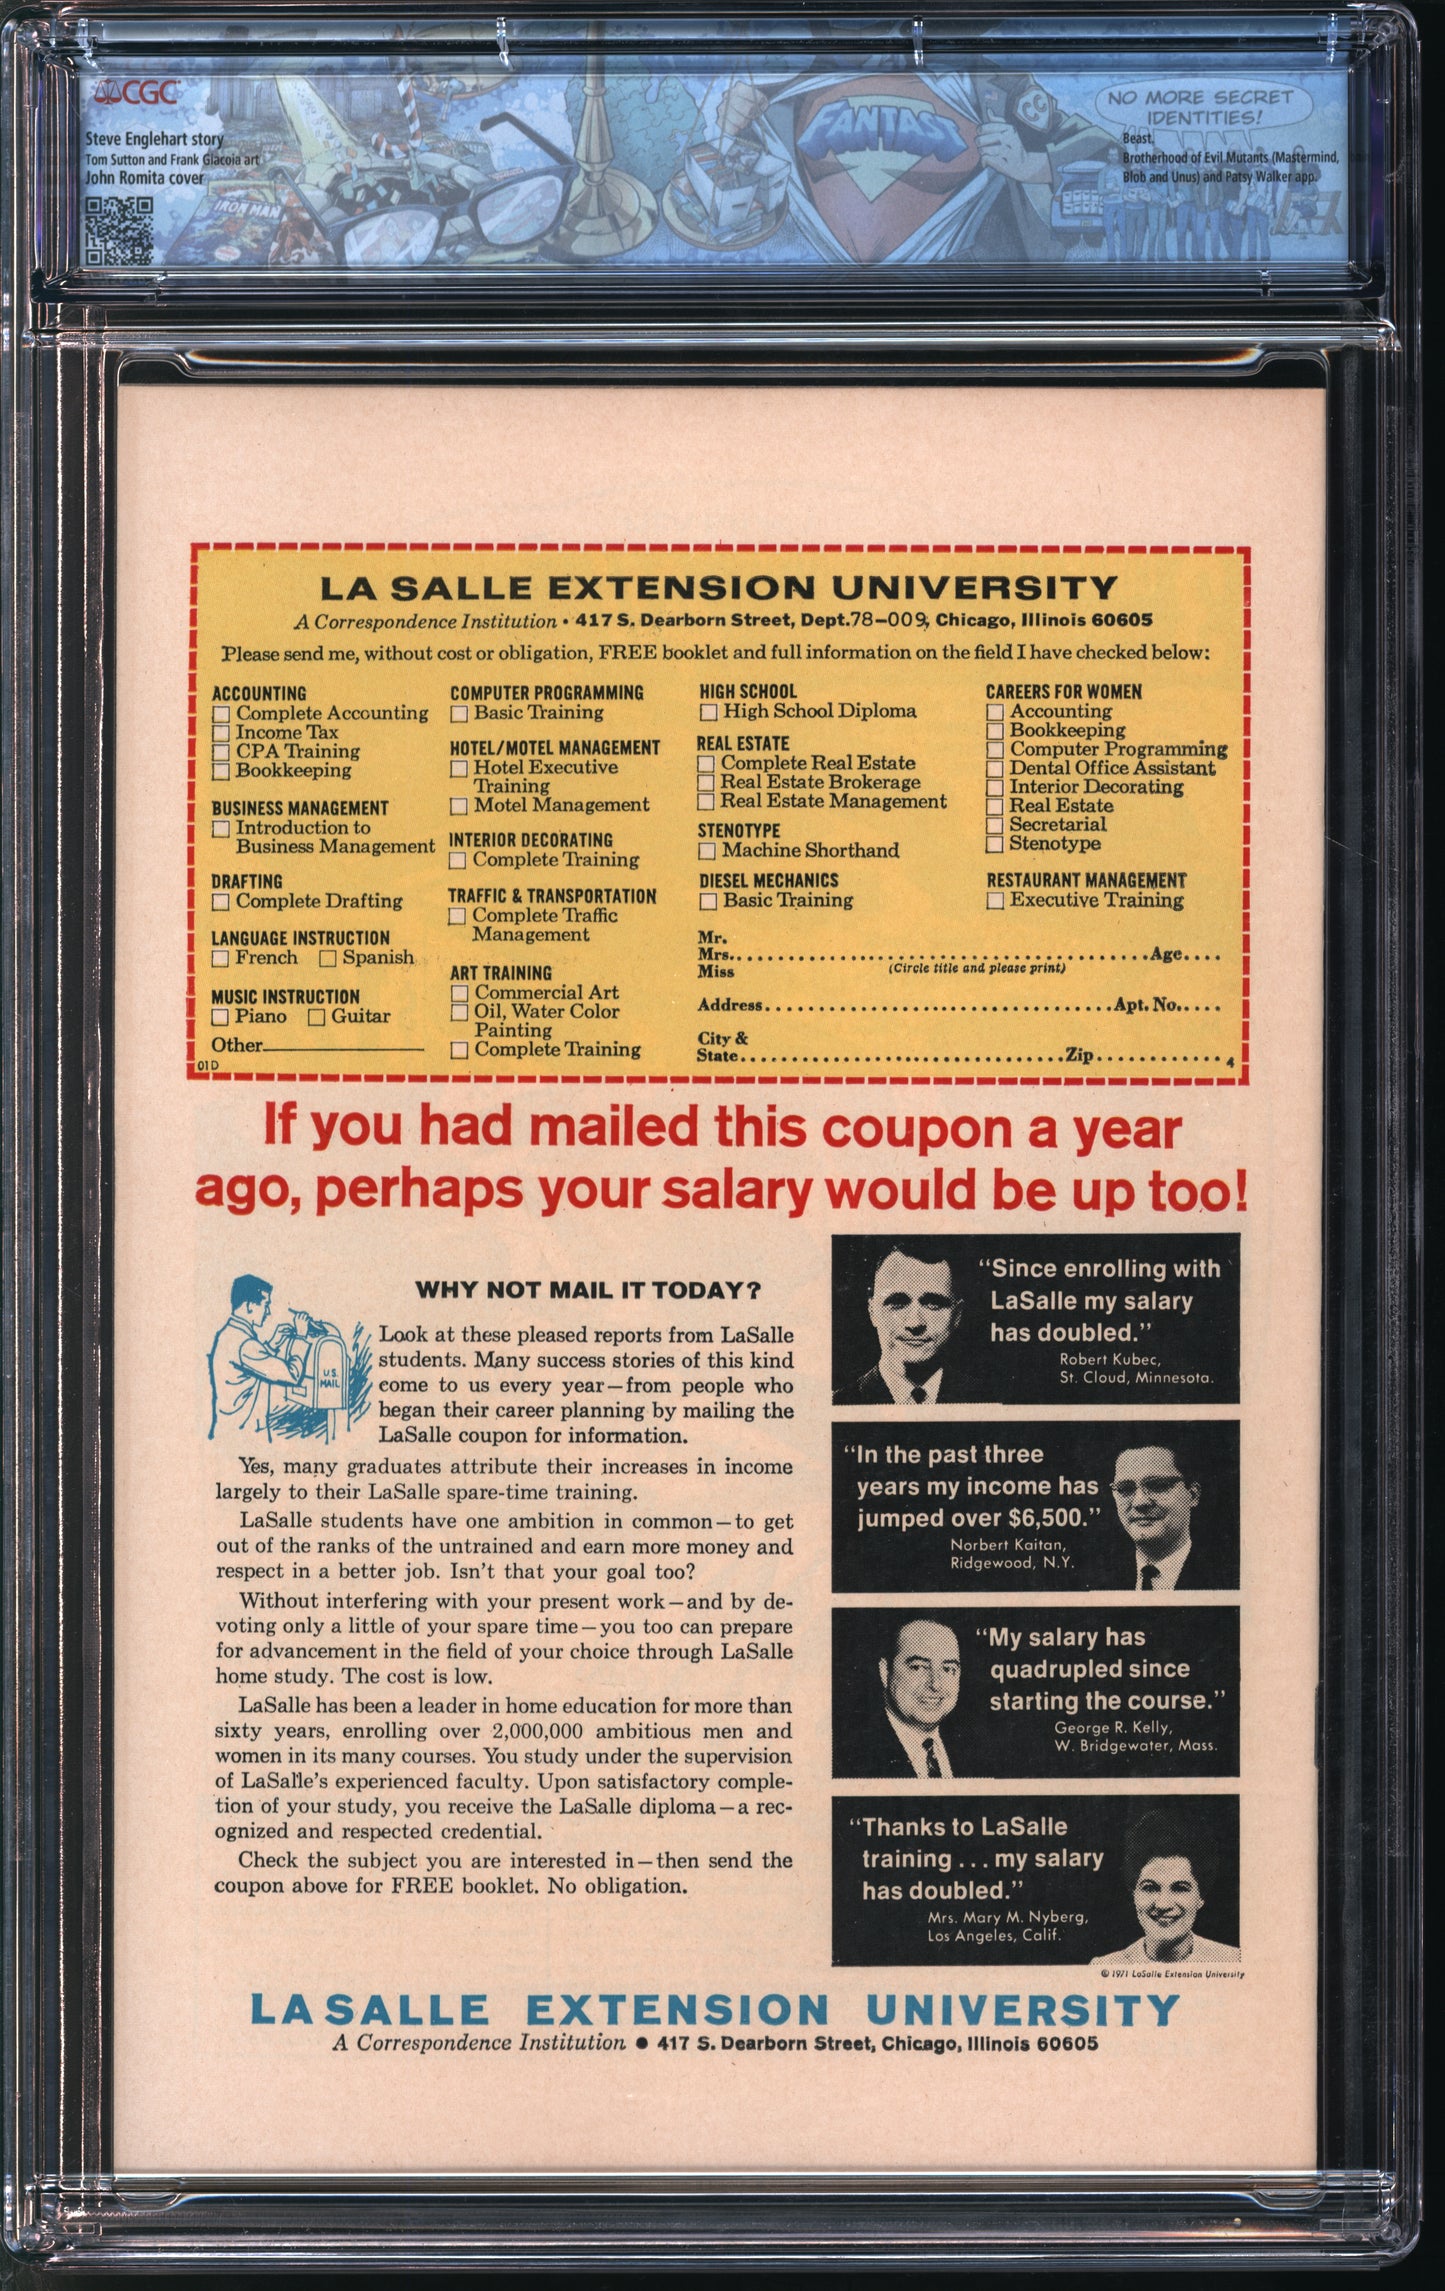 CGC
Steve Englehart story
Tom Sutton and Frank Giacoia art
John Romita cover
IRON MAN
FANTAST
CC
NO MORE SECRET
IDENTITIES!
Beast.
Brotherhood of Evil Mutants (Mastermind,
Blob and Unus) and Patsy Walker app.
LA SALLE EXTENSION UNIVERSITY
A Correspondence Institution • 417 S. Dearborn Street, Dept.78-009, Chicago, Illinois 60605
Please send me, without cost or obligation, FREE booklet and full information on the field I have checked below:
ACCOUNTING
Complete Accounting
Income Tax
CPA Training
Bookkeeping
BUSINESS MANAGEMENT
Introduction to
Business Management
DRAFTING
Complete Drafting
LANGUAGE INSTRUCTION
French Spanish
MUSIC INSTRUCTION
Piano Guitar
Other
01D
COMPUTER PROGRAMMING
Basic Training
HOTEL/MOTEL MANAGEMENT
Hotel Executive
Training
Motel Management
INTERIOR DECORATING
Complete Training
TRAFFIC & TRANSPORTATION
Complete Traffic
Management
ART TRAINING
Commercial Art
Oil, Water Color
Painting
Complete Training
HIGH SCHOOL
High School Diploma
REAL ESTATE
Complete Real Estate
Real Estate Brokerage
Real Estate Management
STENOTYPE
Machine Shorthand
DIESEL MECHANICS
Basic Training
CAREERS FOR WOMEN
Accounting
Bookkeeping
Computer Programming
Dental Office Assistant
Interior Decorating
Real Estate
Secretarial
Stenotype
RESTAURANT MANAGEMENT
Executive Training
Mr.
Mrs. Age
Miss (Circle title and please print)
Address Apt. No.
City &
State Zip 4
If you had mailed this coupon a year
ago, perhaps your salary would be up too!
WHY NOT MAIL IT TODAY?
U.S.
MAIL
Look at these pleased reports from LaSalle
students. Many success stories of this kind
come to us every year—from people who
began their career planning by mailing the
LaSalle coupon for information.
Yes, many graduates attribute their increases in income
largely to their LaSalle spare-time training.
LaSalle students have one ambition in common—to get
out of the ranks of the untrained and earn more money and
respect in a better job. Isn't that your goal too?
Without interfering with your present work—and by de-
voting only a little of your spare time—you too can prepare
for advancement in the field of your choice through LaSalle
home study. The cost is low.
LaSalle has been a leader in home education for more than
sixty years, enrolling over 2,000,000 ambitious men and
women in its many courses. You study under the supervision
of LaSalle's experienced faculty. Upon satisfactory comple-
tion of your study, you receive the LaSalle diploma—a rec-
ognized and respected credential.
Check the subject you are interested in—then send the
coupon above for FREE booklet. No obligation.
"Since enrolling with
LaSalle my salary
has doubled."
Robert Kubec,
St. Cloud, Minnesota.
"In the past three
years my income has
jumped over $6,500."
Norbert Kaitan,
Ridgewood, N.Y.
"My salary has
quadrupled since
starting the course."
George R. Kelly,
W. Bridgewater, Mass.
"Thanks to LaSalle
training ... my salary
has doubled."
Mrs. Mary M. Nyberg,
Los Angeles, Calif.
© 1971 LaSalle Extension University
LA SALLE EXTENSION UNIVERSITY
A Correspondence Institution • 417 S. Dearborn Street, Chicago, Illinois 60605